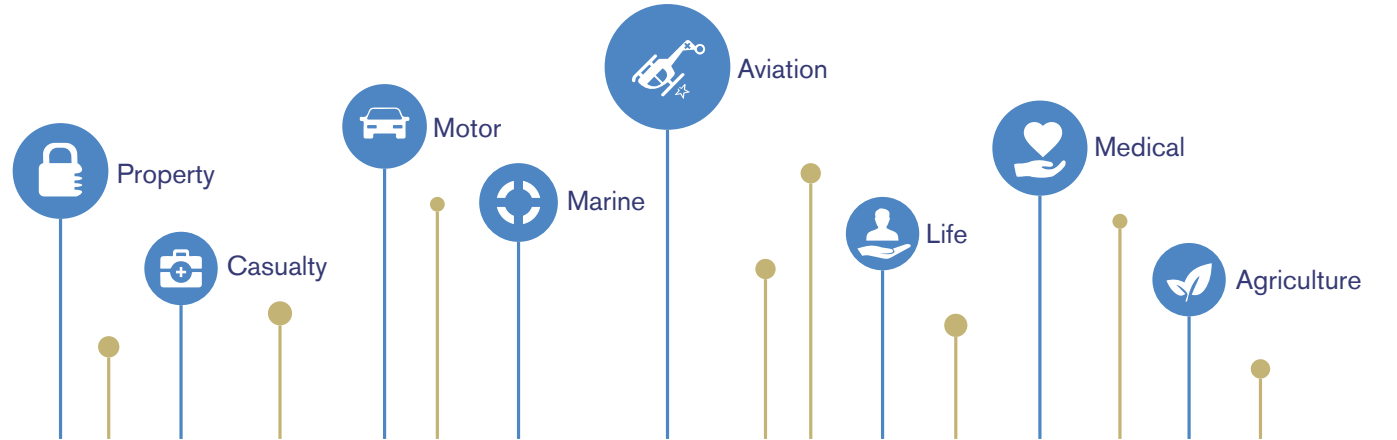 Property
Casualty
Motor
Marine
Aviation
Life
Medical
Agriculture